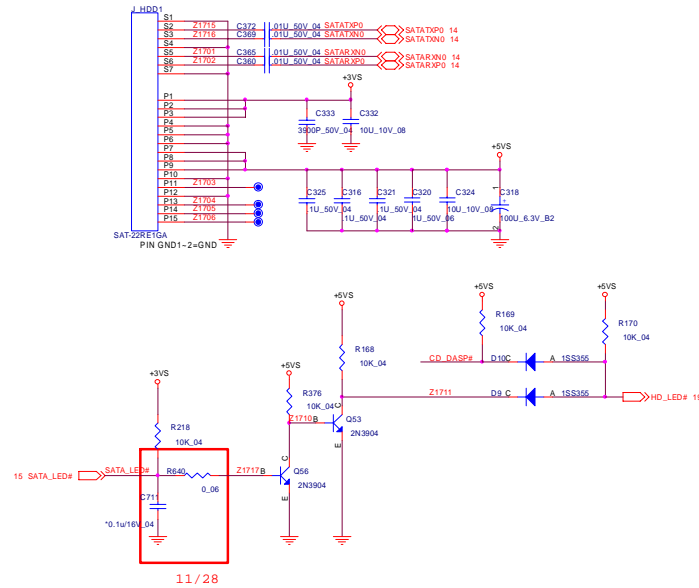 J_HDD1
S1
S2 Z1715 C372 .01U_50V_04 SATATXP0 SATATXP0 14
S3 Z1716 C369 .01U_50V_04 SATATXN0 SATATXN0 14
S4
S5 Z1701 C365 .01U_50V_04 SATARXN0 SATARXN0 14
S6 Z1702 C360 .01U_50V_04 SATARXP0 SATARXP0 14
S7
+3VS
P1
P2
P3 C333 C332
P4 3900P_50V_04 10U_10V_08
P5
P6
P7
P8 +5VS
P9
P10
P11 Z1703 C325 C316 C321 C320 C324 1 C318
P12
P13 Z1704 .1U_50V_04 .1U_50V_04 .1U_50V_04 .1U_50V_06 10U_10V_08 +
P14 Z1705 100U_6.3V_B2
P15 Z1706 2
SAT-22RE1GA
PIN GND1~2=GND
+5VS +5VS +5VS
R169 R170
10K_04 10K_04
R168
10K_04
CD_DASP# D10 C A 1SS355
+3VS +5VS
R376
10K_04
Z1711 D9 C A 1SS355 HD_LED#
Z1710 B C Q53
2N3904
E
R218
10K_04
15 SATA_LED# SATA_LED# R640 Z1717 B C Q56
0_06 2N3904
E
C711
*0.1u/16V_04
11/28